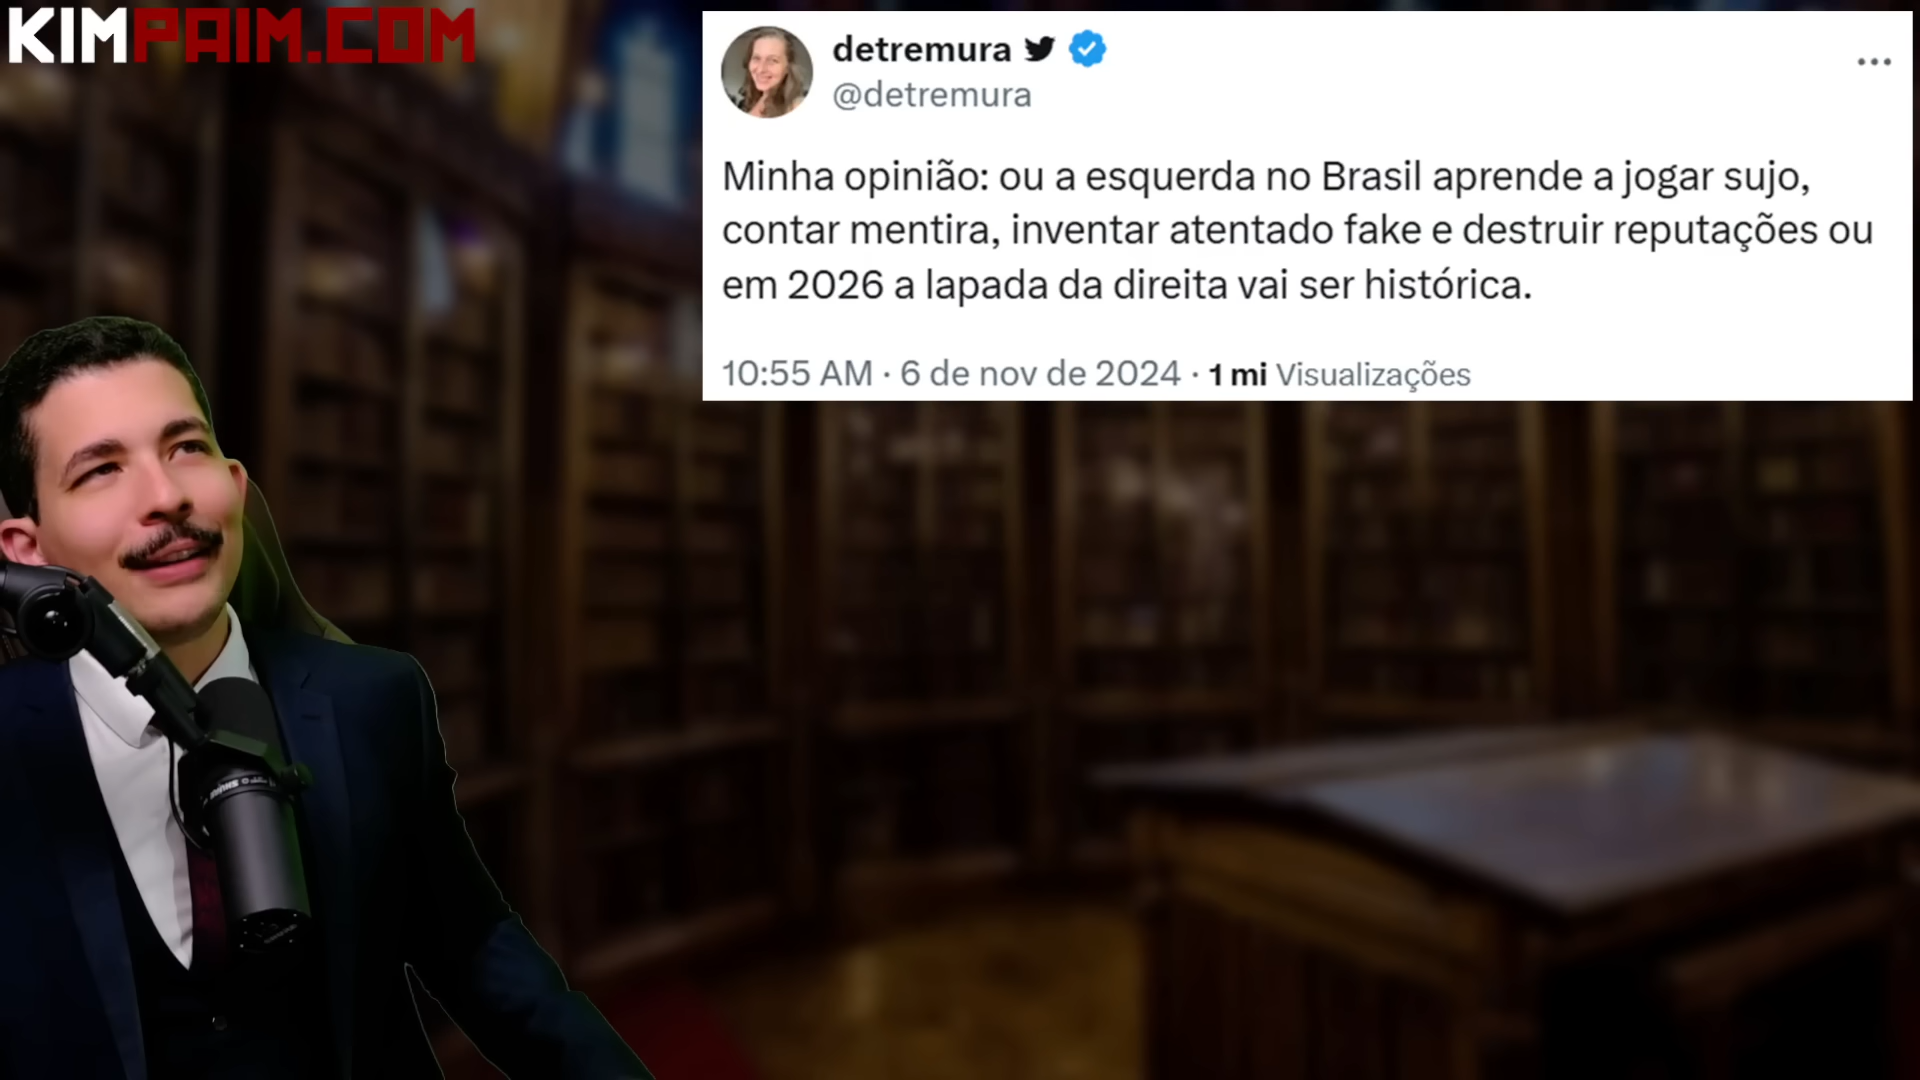 KIMPAIM.COM
detremura
@detremura
Minha opinião: ou a esquerda no Brasil aprende a jogar sujo,
contar mentira, inventar atentado fake e destruir reputações ou
em 2026 a lapada da direita vai ser histórica.
10:55 AM · 6 de nov de 2024 · 1 mi Visualizações
SHURE